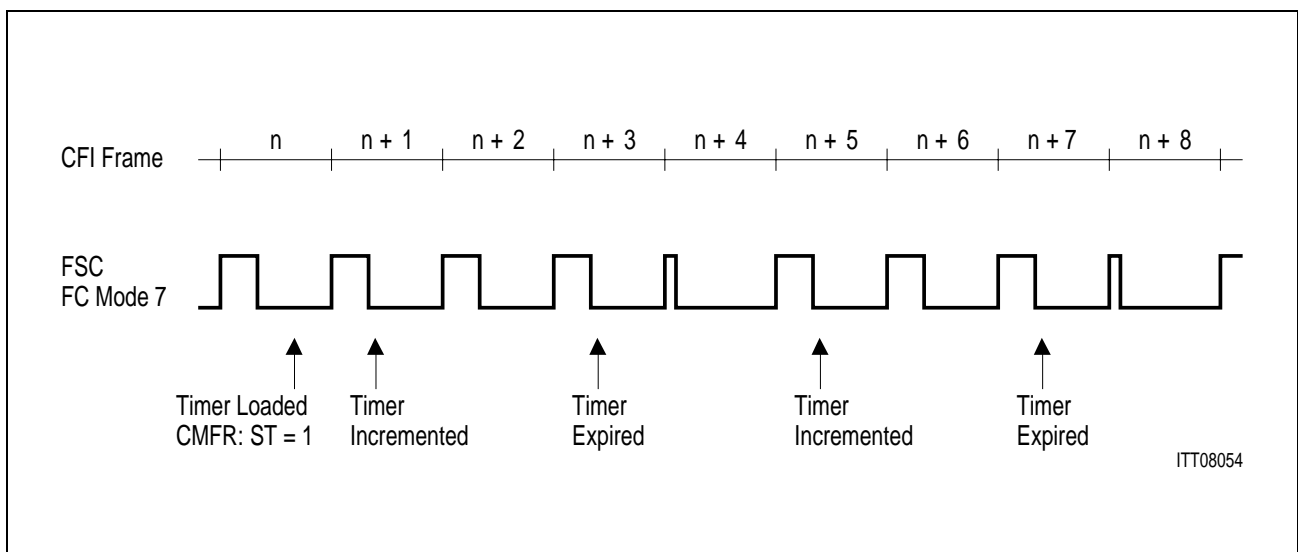 CFI Frame n n + 1 n + 2 n + 3 n + 4 n + 5 n + 6 n + 7 n + 8
FSC
FC Mode 7
Timer Loaded
CMFR: ST = 1
Timer
Incremented
Timer
Expired
Timer
Incremented
Timer
Expired
ITT08054